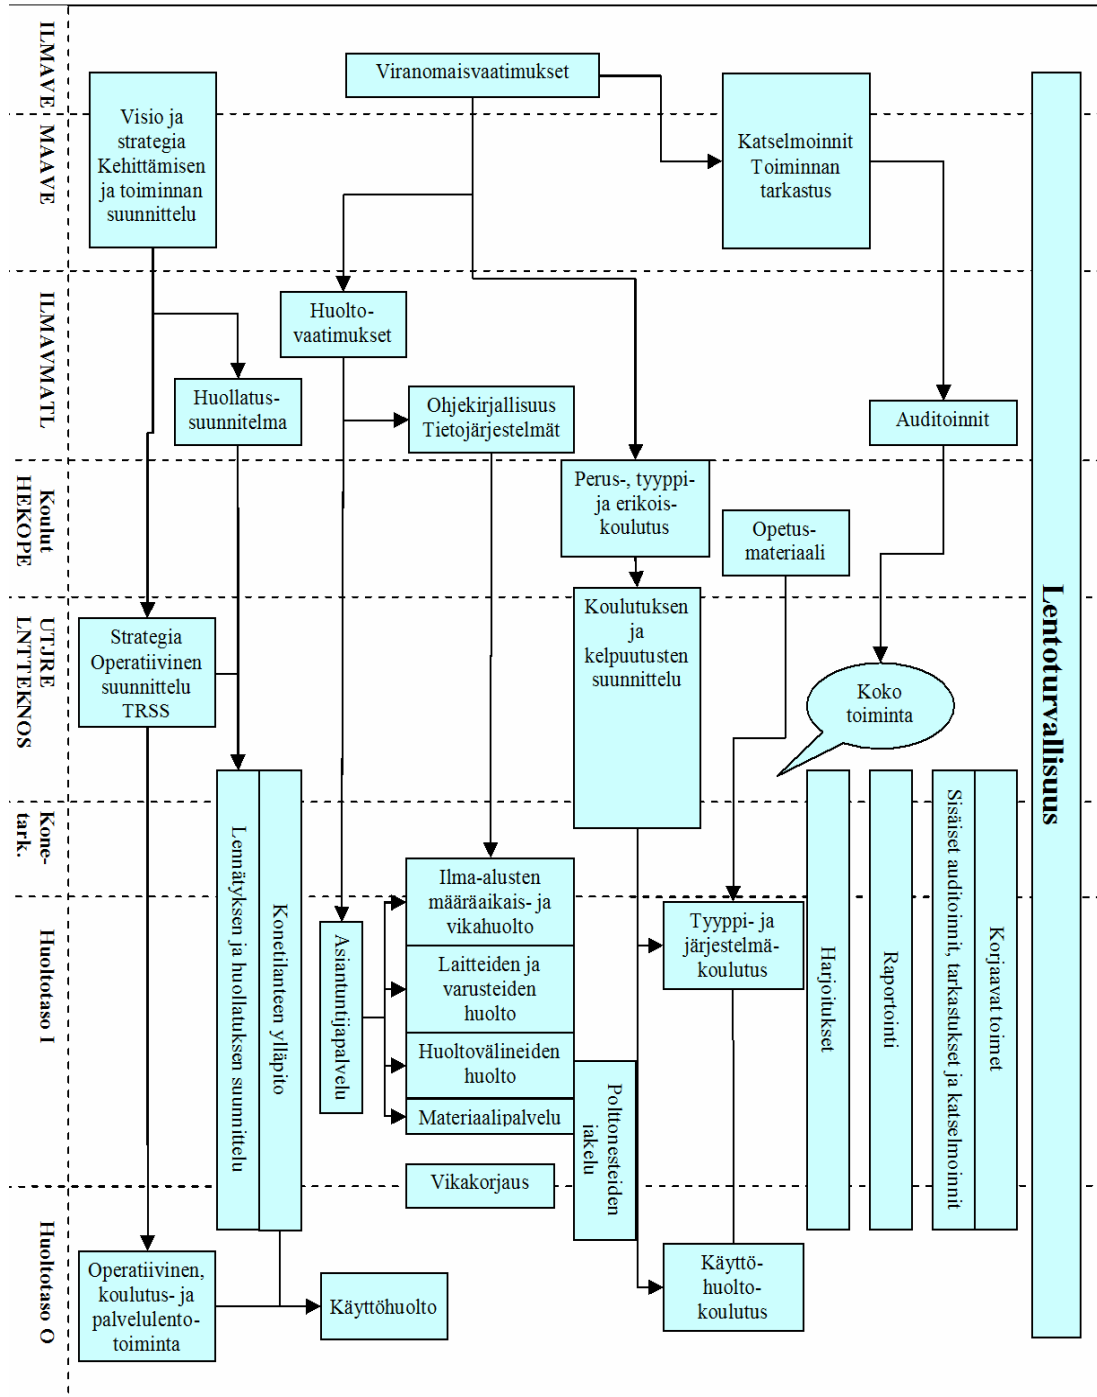 ILMAVE
MAAVE
ILMAVMATL
Koulut
HEKOPE
UTJRE
LNTTEKNOS
Kone-
tark.
Huoltotaso I
Huoltotaso O
Visio ja
strategia
Kehittämisen
ja toiminnan
suunnittelu
Viranomaisvaatimukset
Katselmoinnit
Toiminnan
tarkastus
Huolto-
vaatimukset
Huollatus-
suunnitelma
Ohjekirjallisuus
Tietojärjestelmät
Auditoinnit
Perus-, tyyppi-
ja erikois-
koulutus
Opetus-
materiaali
Strategia
Operatiivinen
suunnittelu
TRSS
Koulutuksen
ja
kelpuutusten
suunnittelu
Koko
toiminta
Lennätyksen ja huollatuksen suunnittelu
Konetilanteen ylläpito
Asiantuntijapalvelu
Ilma-alusten
määräaikais- ja
vikahuolto
Laitteiden ja
varusteiden
huolto
Huoltovälineiden
huolto
Materiaalipalvelu
Vikakorjaus
Polttonesteiden
jakelu
Tyyppi- ja
järjestelmä-
koulutus
Harjoitukset
Raportointi
Sisäiset auditoinnit, tarkastukset ja katselmoinnit
Korjaavat toimet
Operatiivinen,
koulutus- ja
palvelulento-
toiminta
Käyttöhuolto
Käyttö-
huolto-
koulutus
Lentoturvallisuus